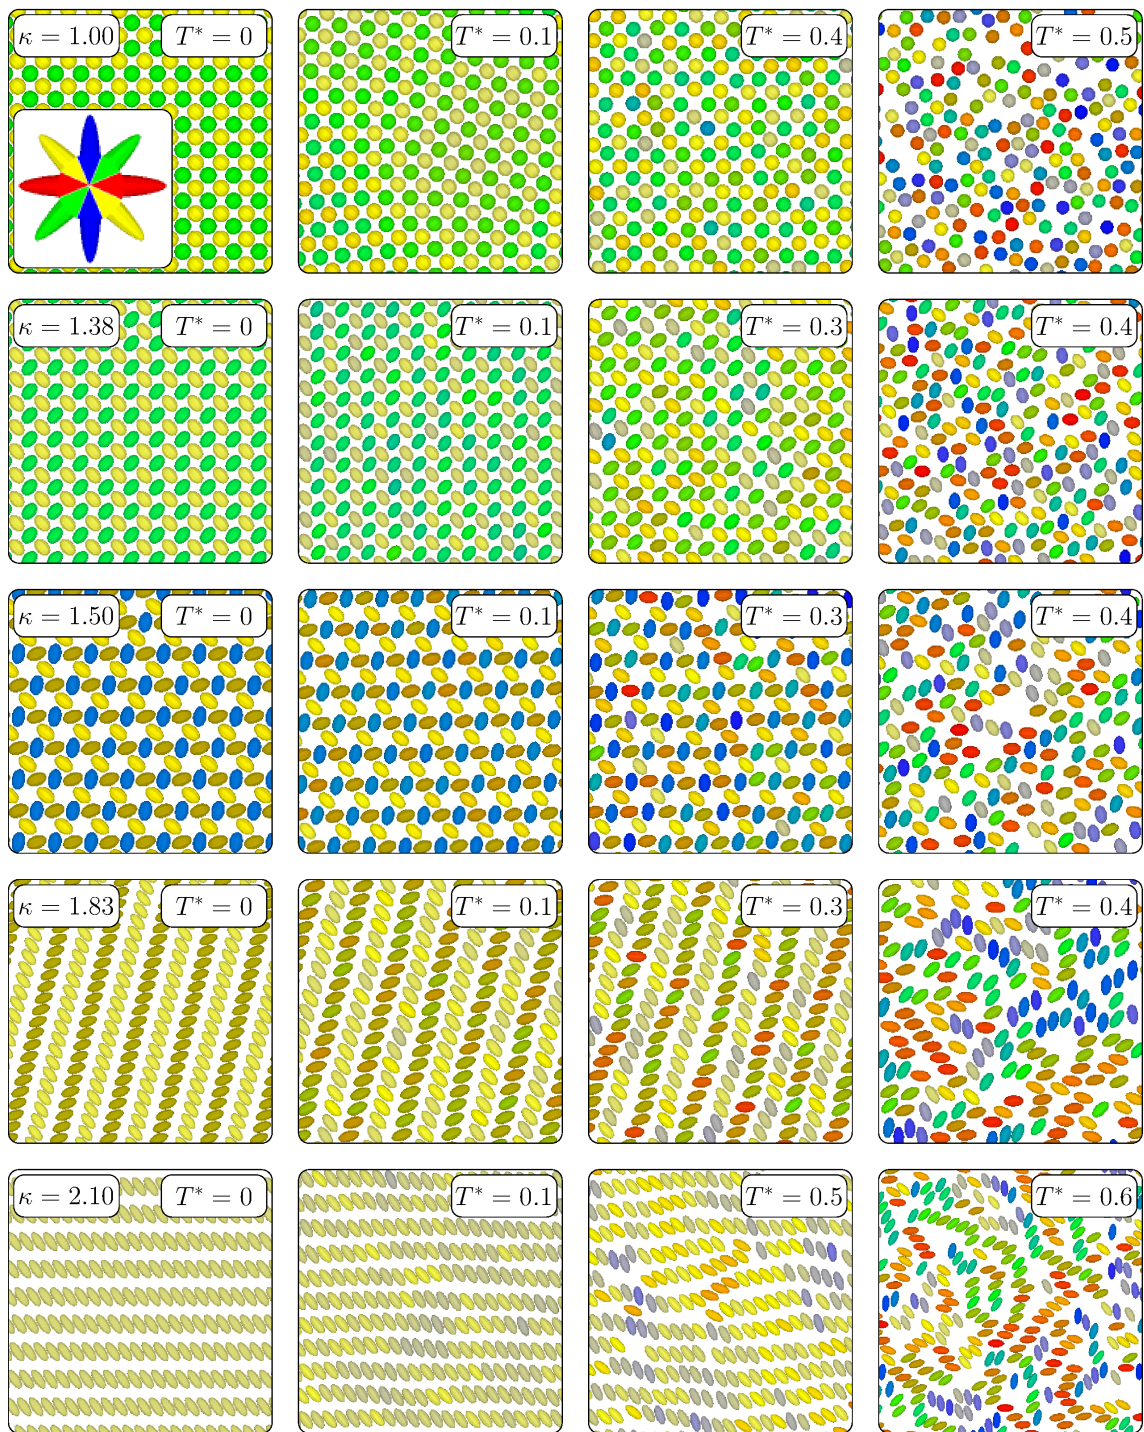 κ = 1.00 T* = 0 T* = 0.1 T* = 0.4 T* = 0.5
κ = 1.38 T* = 0 T* = 0.1 T* = 0.3 T* = 0.4
κ = 1.50 T* = 0 T* = 0.1 T* = 0.3 T* = 0.4
κ = 1.83 T* = 0 T* = 0.1 T* = 0.3 T* = 0.4
κ = 2.10 T* = 0 T* = 0.1 T* = 0.5 T* = 0.6